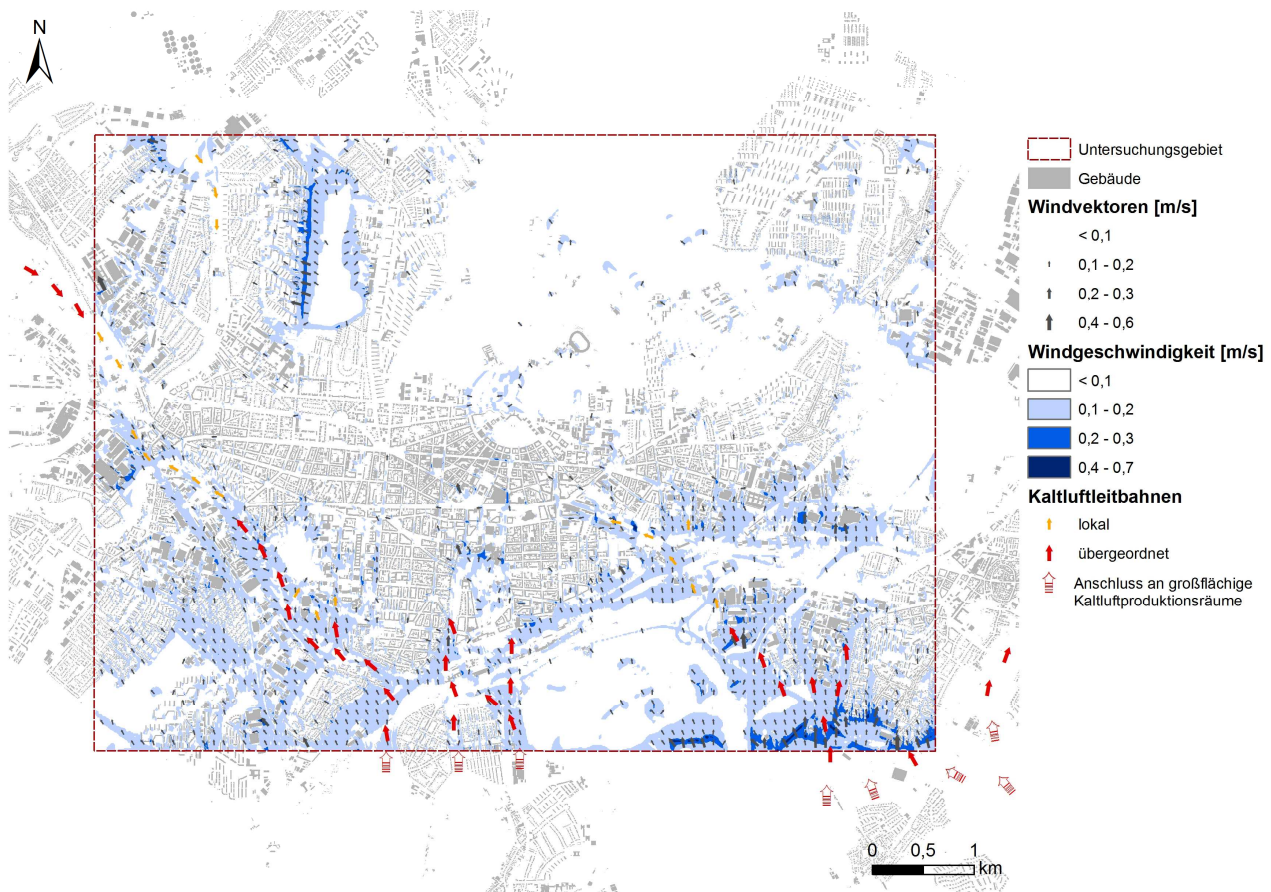 N
Untersuchungsgebiet
Gebäude
Windvektoren [m/s]
< 0,1
0,1 - 0,2
0,2 - 0,3
0,4 - 0,6
Windgeschwindigkeit [m/s]
< 0,1
0,1 - 0,2
0,2 - 0,3
0,4 - 0,7
Kaltluftleitbahnen
lokal
übergeordnet
Anschluss an großflächige
Kaltluftproduktionsräume
0 0,5 1
km